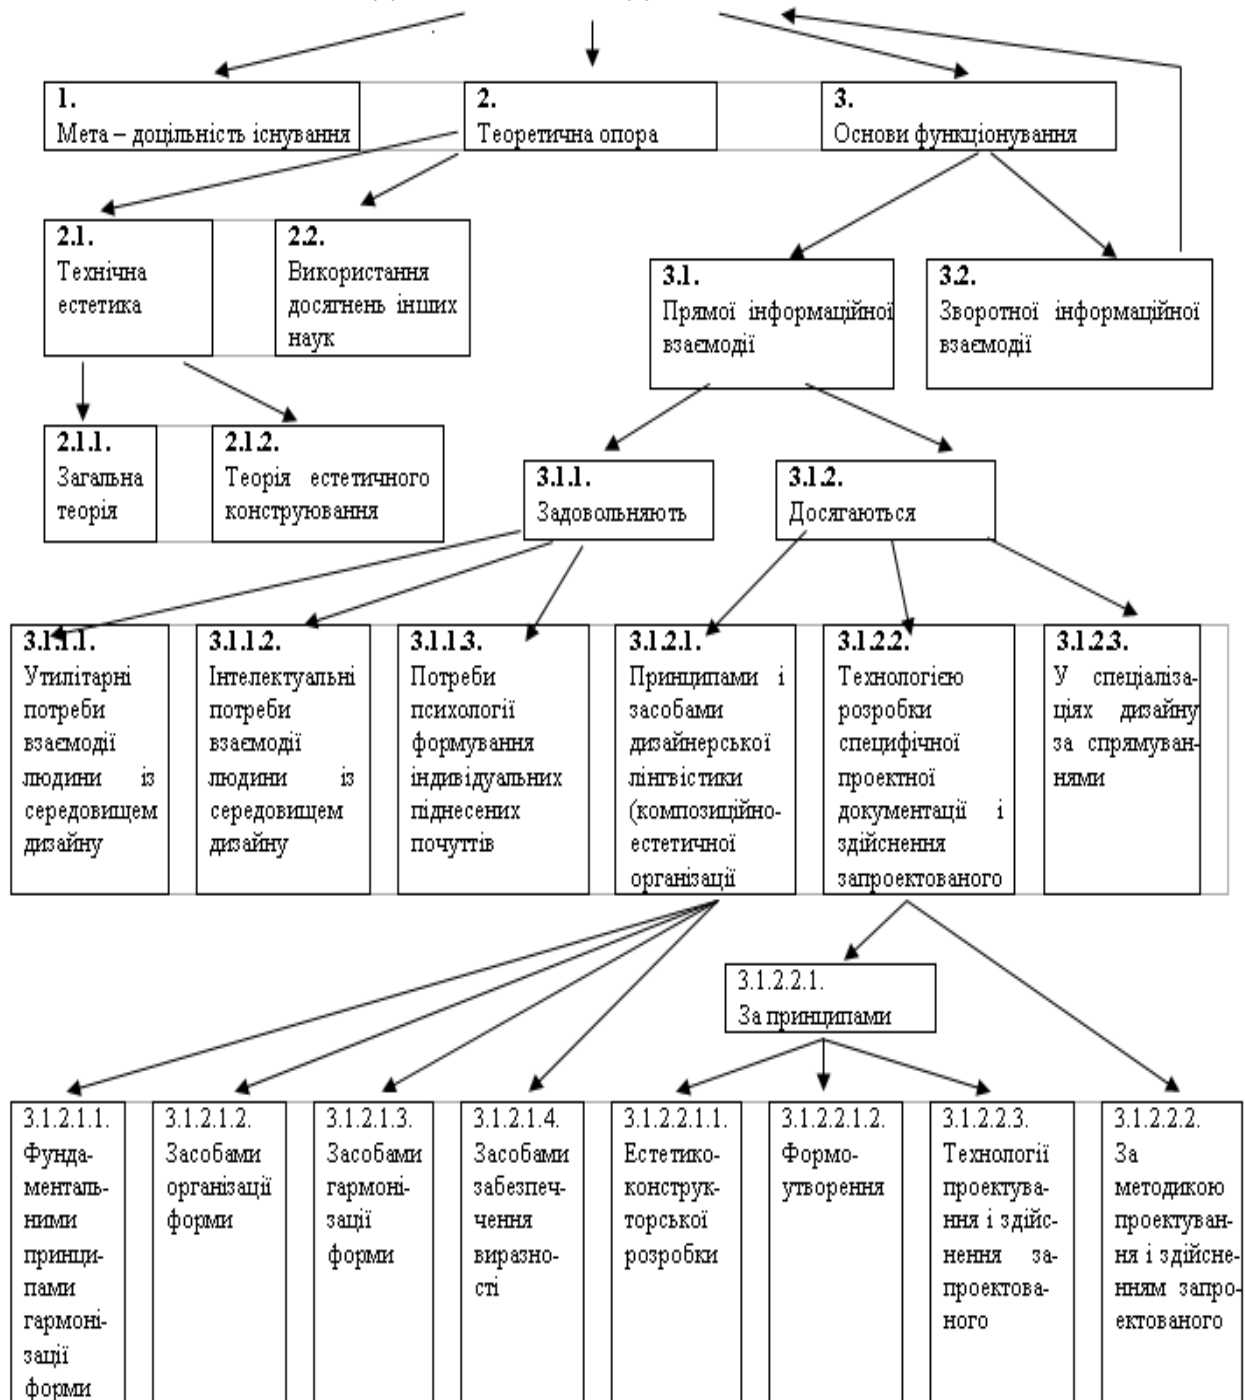 1.
Мета – доцільність існування
2.
Теоретична опора
3.
Основи функціонування
2.1.
Технічна
естетика
2.2.
Використання
досягнень інших
наук
3.1.
Прямої інформаційної
взаємодії
3.2.
Зворотної інформаційної
взаємодії
2.1.1.
Загальна
теорія
2.1.2.
Теорія естетичного
конструювання
3.1.1.
Задовольняють
3.1.2.
Досягаються
3.1.1.1.
Утилітарні
потреби
взаємодії
людини із
середовищем
дизайну
3.1.1.2.
Інтелектуальні
потреби
взаємодії
людини із
середовищем
дизайну
3.1.1.3.
Потреби
психології
формування
індивідуальних
піднесених
почуттів
3.1.2.1.
Принципами і
засобами
дизайнерської
лінгвістики
(композиційно-
естетичної
організації
3.1.2.2.
Технологією
розробки
специфічної
проектної
документації і
здійснення
запроектованого
3.1.2.3.
У спеціаліза-
ціях дизайну
за спрямуван-
нями
3.1.2.2.1.
За принципами
3.1.2.1.1.
Фунда-
менталь-
ними
принци-
пами
гармоні-
зації
форми
3.1.2.1.2.
Засобами
організації
форми
3.1.2.1.3.
Засобами
гармоні-
зації
форми
3.1.2.1.4.
Засобами
забезпеч-
чення
виразно-
сті
3.1.2.2.1.1.
Естетико-
конструк-
торської
розробки
3.1.2.2.1.2.
Формо-
утворення
3.1.2.2.3.
Технології
проектува-
ння і здійс-
нення за-
проектова-
ного
3.1.2.2.2.
За
методикою
проектуван-
ня і здійсне-
нням запро-
ектованого